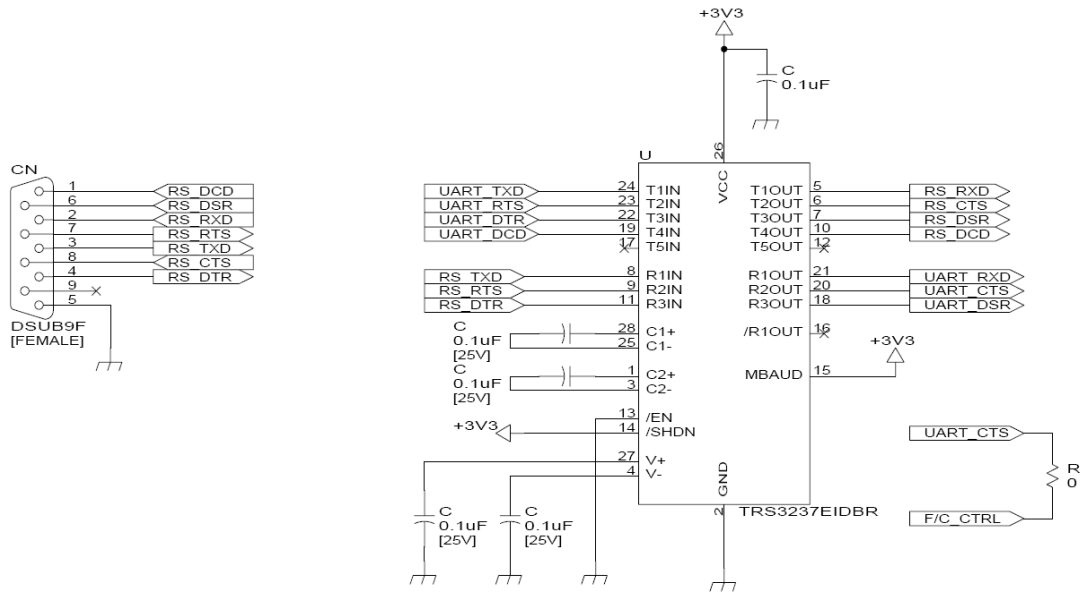 +3V3
C
0.1uF
CN
1 RS_DCD
6 RS_DSR
2 RS_RXD
7 RS_RTS
3 RS_TXD
8 RS_CTS
4 RS_DTR
9
5
DSUB9F
[FEMALE]
U
26
VCC
UART_TXD 24 T1IN T1OUT 5 RS_RXD
UART_RTS 23 T2IN T2OUT 6 RS_CTS
UART_DTR 22 T3IN T3OUT 7 RS_DSR
UART_DCD 19 T4IN T4OUT 10 RS_DCD
17 T5IN T5OUT 12
RS_TXD 8 R1IN R1OUT 21 UART_RXD
RS_RTS 9 R2IN R2OUT 20 UART_CTS
RS_DTR 11 R3IN R3OUT 18 UART_DSR
C
0.1uF
[25V]
28 C1+ /R1OUT 16
25 C1-
+3V3
C
0.1uF
[25V]
1 C2+ MBAUD 15
3 C2-
13 /EN
+3V3 14 /SHDN
27 V+
4 V-
GND
2
TRS3237EIDBR
C
0.1uF
[25V]
C
0.1uF
[25V]
UART_CTS
R
0
F/C_CTRL